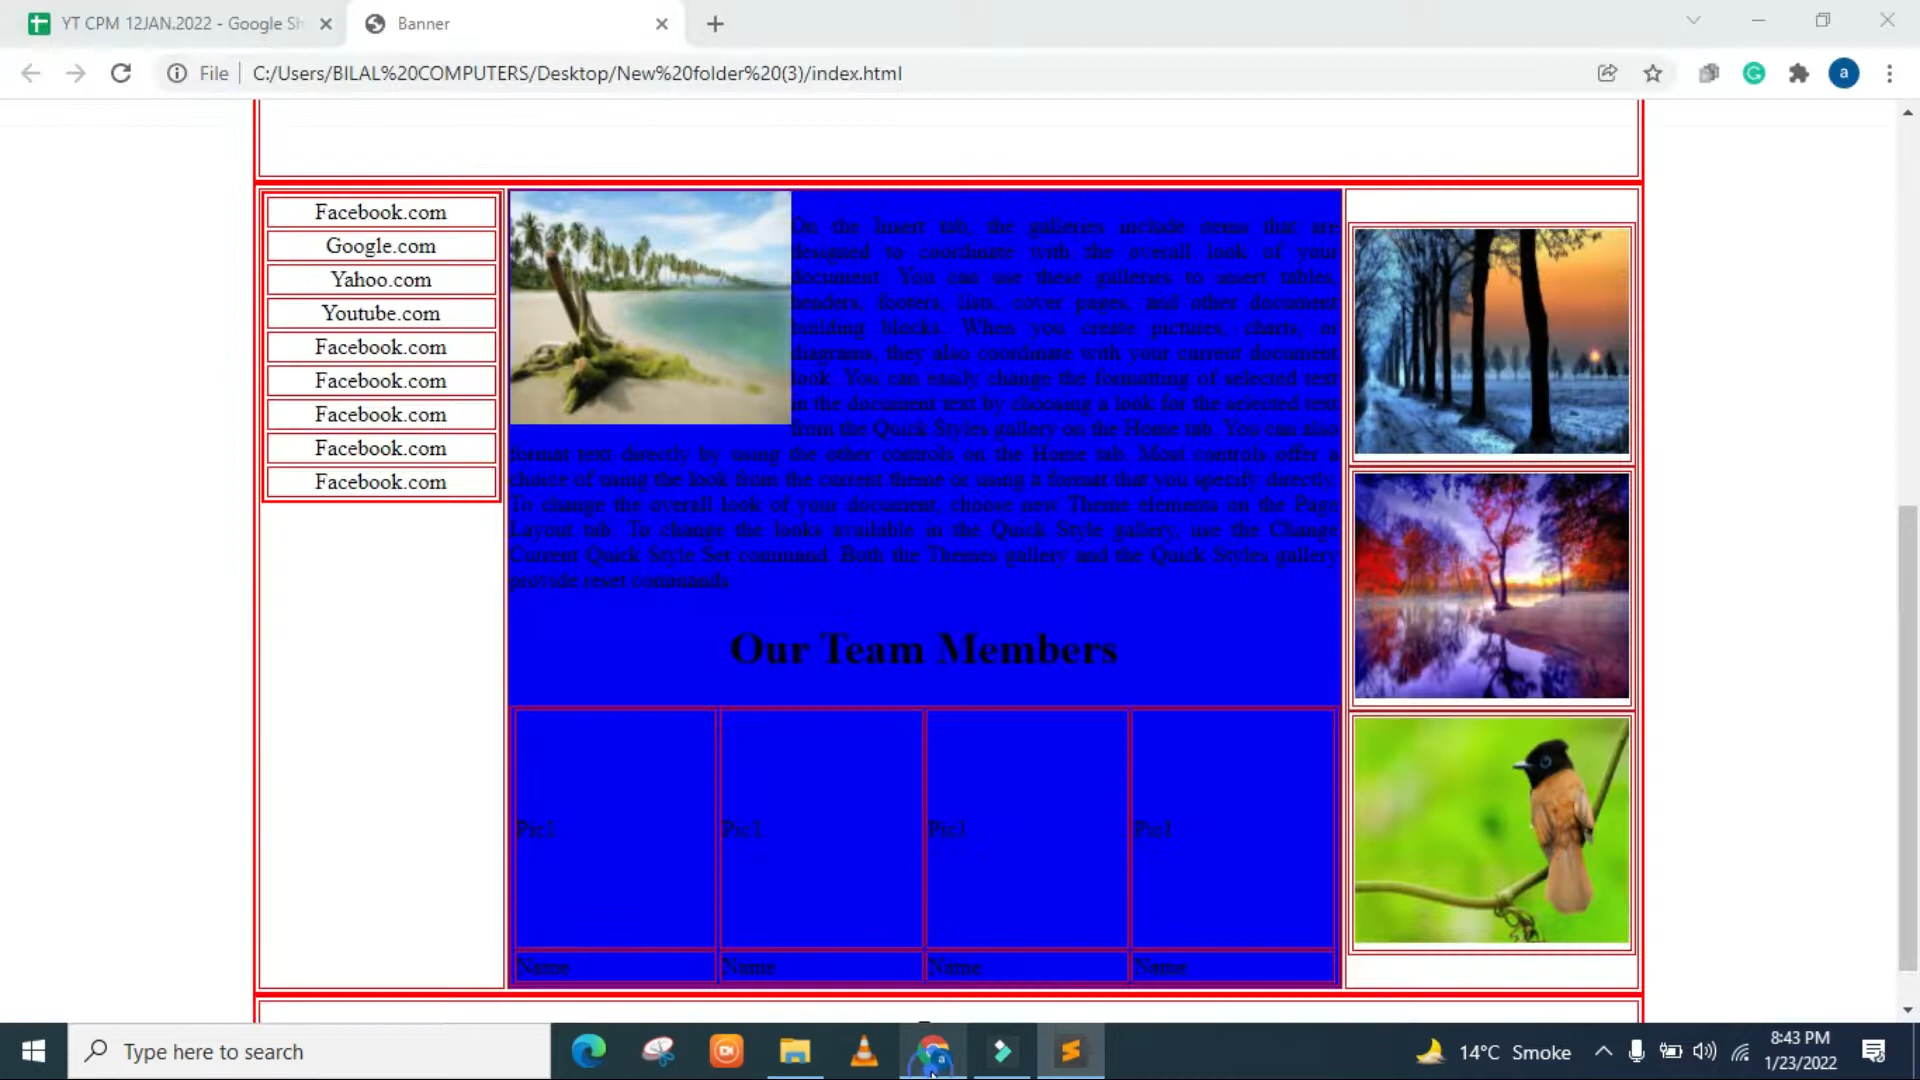 YT CPM 12JAN.2022 - Google Sh
Banner
File
C:/Users/BILAL%20COMPUTERS/Desktop/New%20folder%20(3)/index.html
a
Facebook.com
Google.com
Yahoo.com
Youtube.com
Facebook.com
Facebook.com
Facebook.com
Facebook.com
Facebook.com
On the Insert tab, the galleries include items that are
designed to coordinate with the overall look of your
document. You can use these galleries to insert tables,
headers, footers, lists, cover pages, and other document
building blocks. When you create pictures, charts, or
diagrams, they also coordinate with your current document
look. You can easily change the formatting of selected text
in the document text by choosing a look for the selected text
from the Quick Styles gallery on the Home tab. You can also
format text directly by using the other controls on the Home tab. Most controls offer a
choice of using the look from the current theme or using a format that you specify directly.
To change the overall look of your document, choose new Theme elements on the Page
Layout tab. To change the looks available in the Quick Style gallery, use the Change
Current Quick Style Set command. Both the Themes gallery and the Quick Styles gallery
provide reset commands
Our Team Members
Pic1 Pic1 Pic1 Pic1
Name Name Name Name
Type here to search
14°C Smoke
8:43 PM
1/23/2022